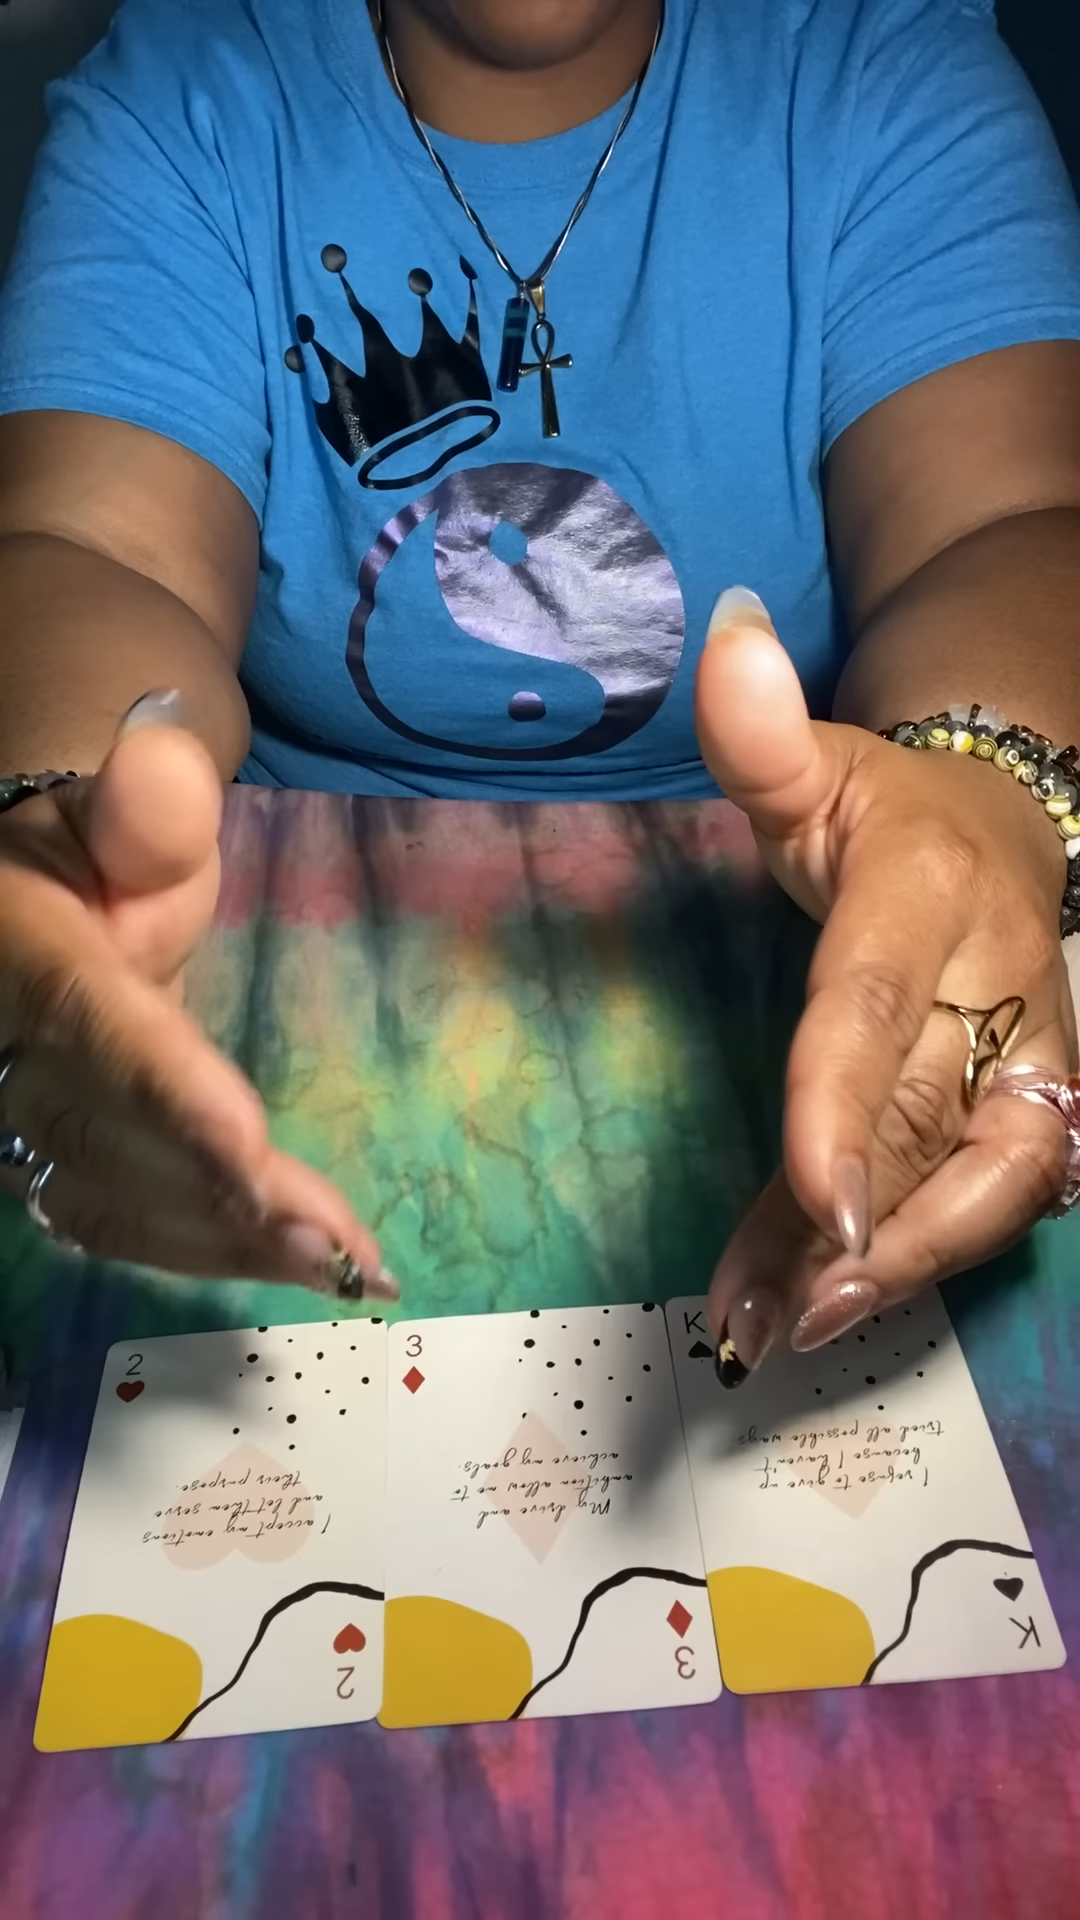 2
I accept my emotions
and let them serve
their purpose.
2
3
My drive and
ambition allow me to
achieve my goals.
3
K
I refuse to give up
because I haven't
tried all possible ways
K